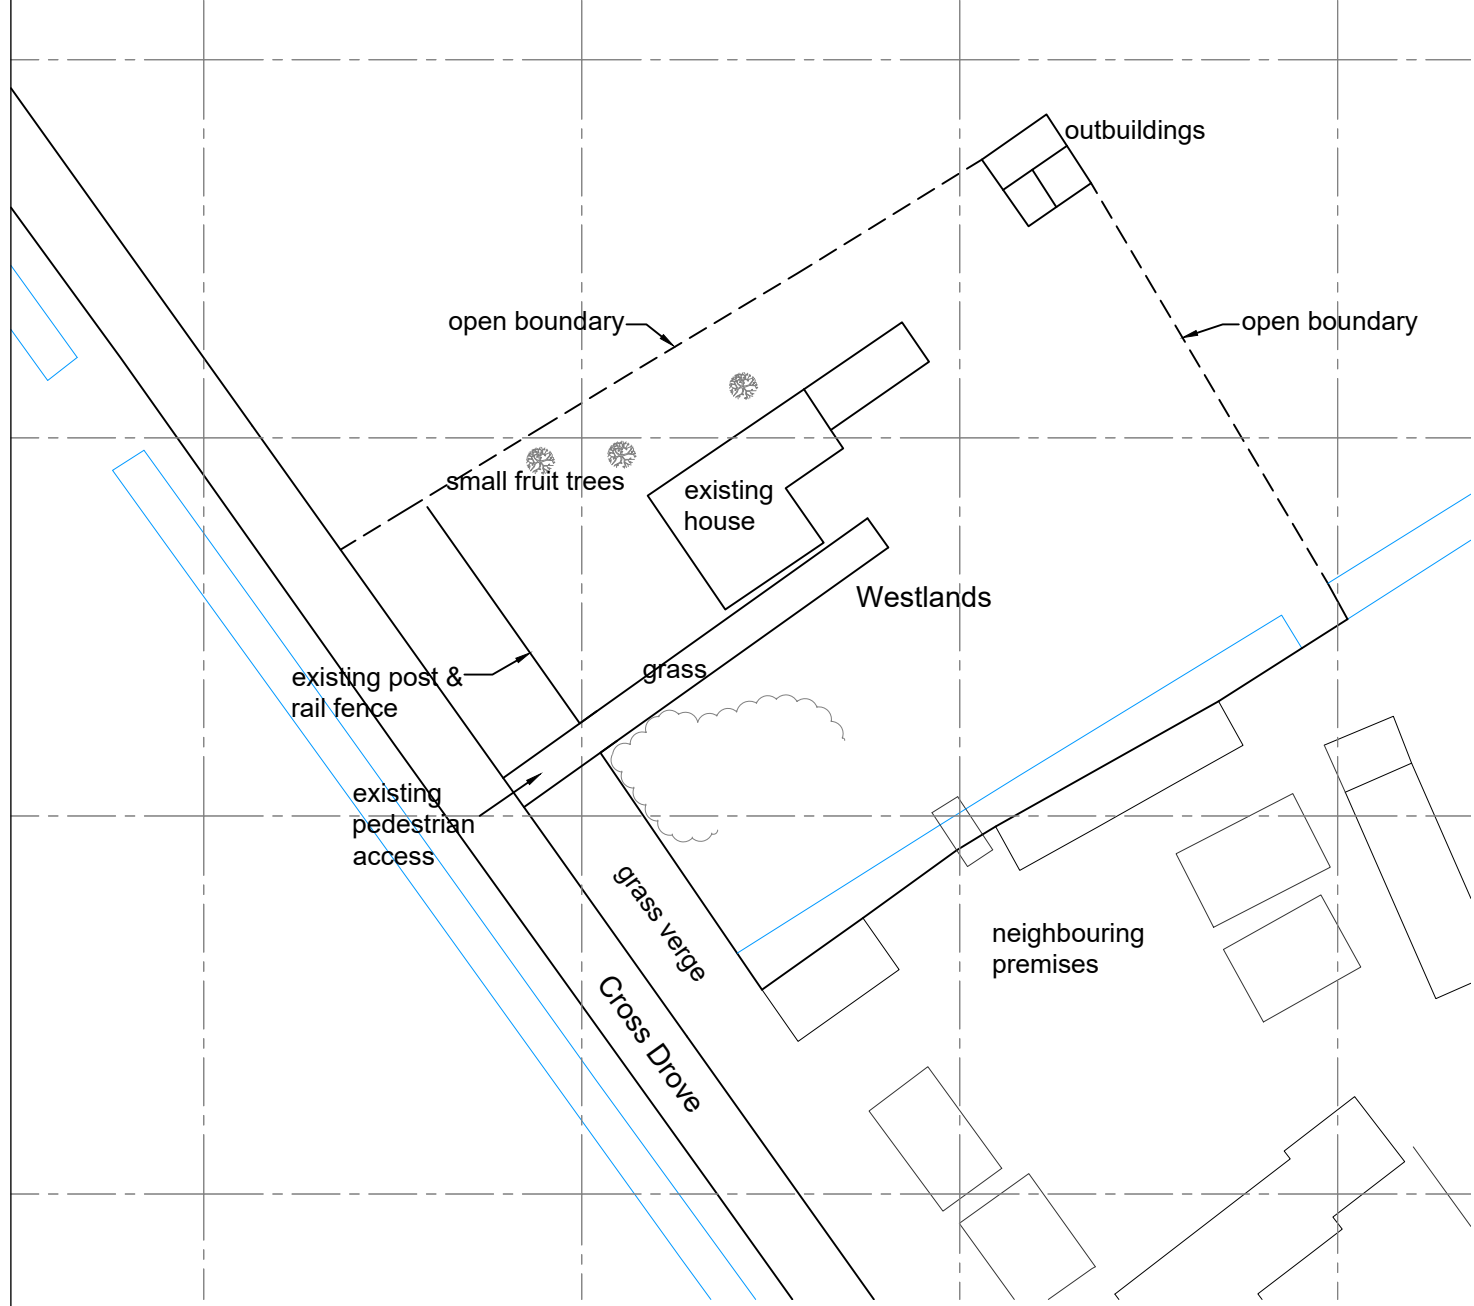 outbuildings
open boundary
open boundary
small fruit trees
existing
house
Westlands
grass
existing post &
rail fence
existing
pedestrian
access
grass verge
neighbouring
premises
Cross Drove